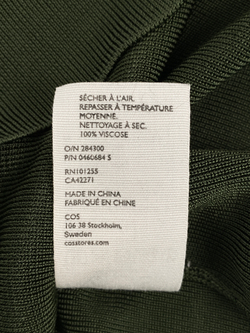 SÉCHER À L'AIR.
REPASSER À TEMPÉRATURE
MOYENNE.
NETTOYAGE À SEC.
100% VISCOSE
O/N 284300
P/N 0460684 S
RN101255
CA42271
MADE IN CHINA
FABRIQUÉ EN CHINE
COS
106 38 Stockholm,
Sweden
cosstores.com